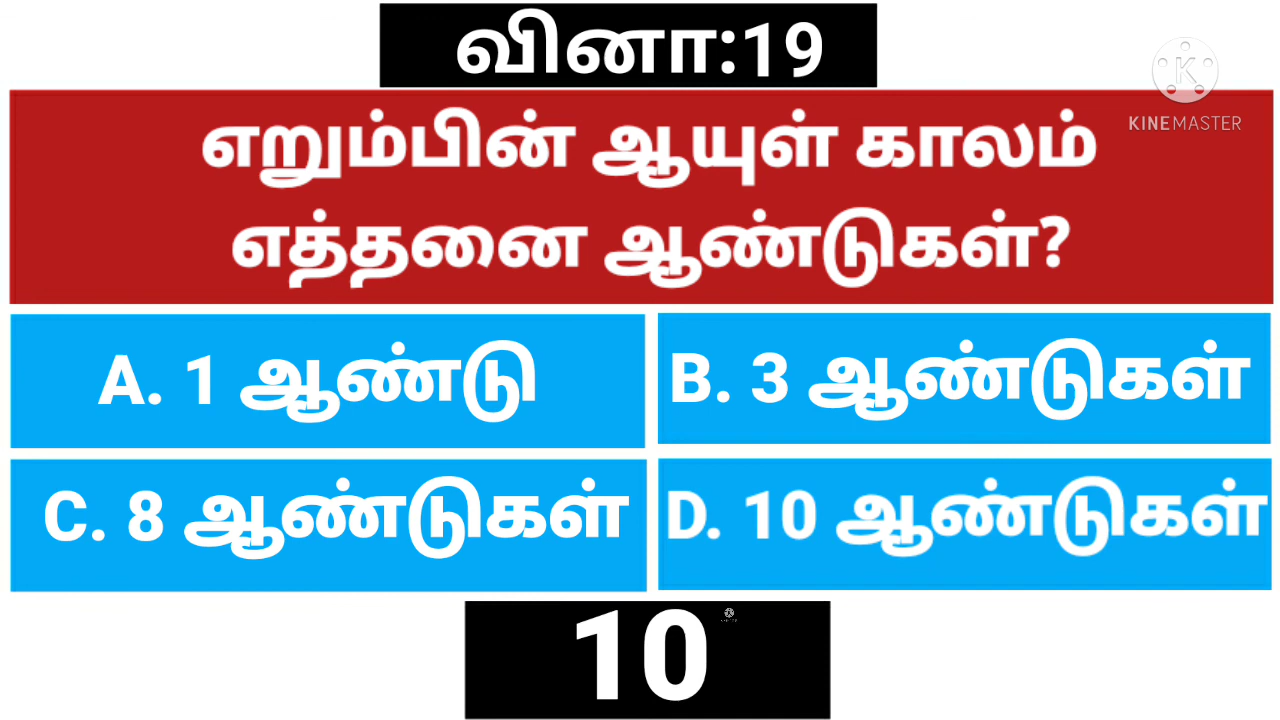 வினா:19
KINEMASTER
எறும்பின் ஆயுள் காலம்
எத்தனை ஆண்டுகள்?
A. 1 ஆண்டு
B. 3 ஆண்டுகள்
C. 8 ஆண்டுகள்
D. 10 ஆண்டுகள்
10